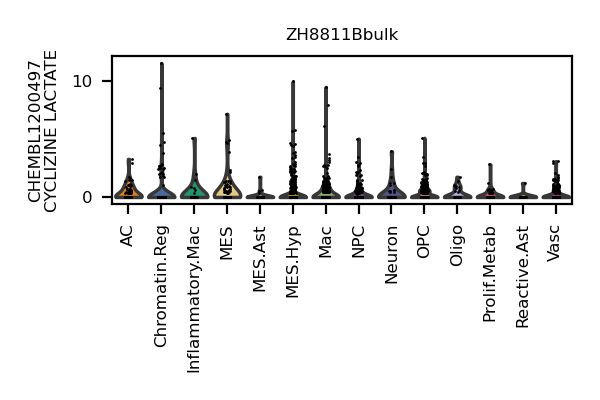 ZH8811Bbulk
CHEMBL1200497
CYCLIZINE LACTATE
10
0
AC
Chromatin.Reg
Inflammatory.Mac
MES
MES.Ast
MES.Hyp
Mac
NPC
Neuron
OPC
Oligo
Prolif.Metab
Reactive.Ast
Vasc